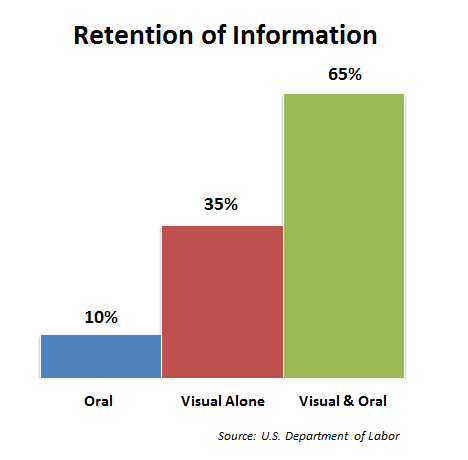 Retention of Information
65%
35%
10%
Oral
Visual Alone
Visual & Oral
Source: U.S. Department of Labor